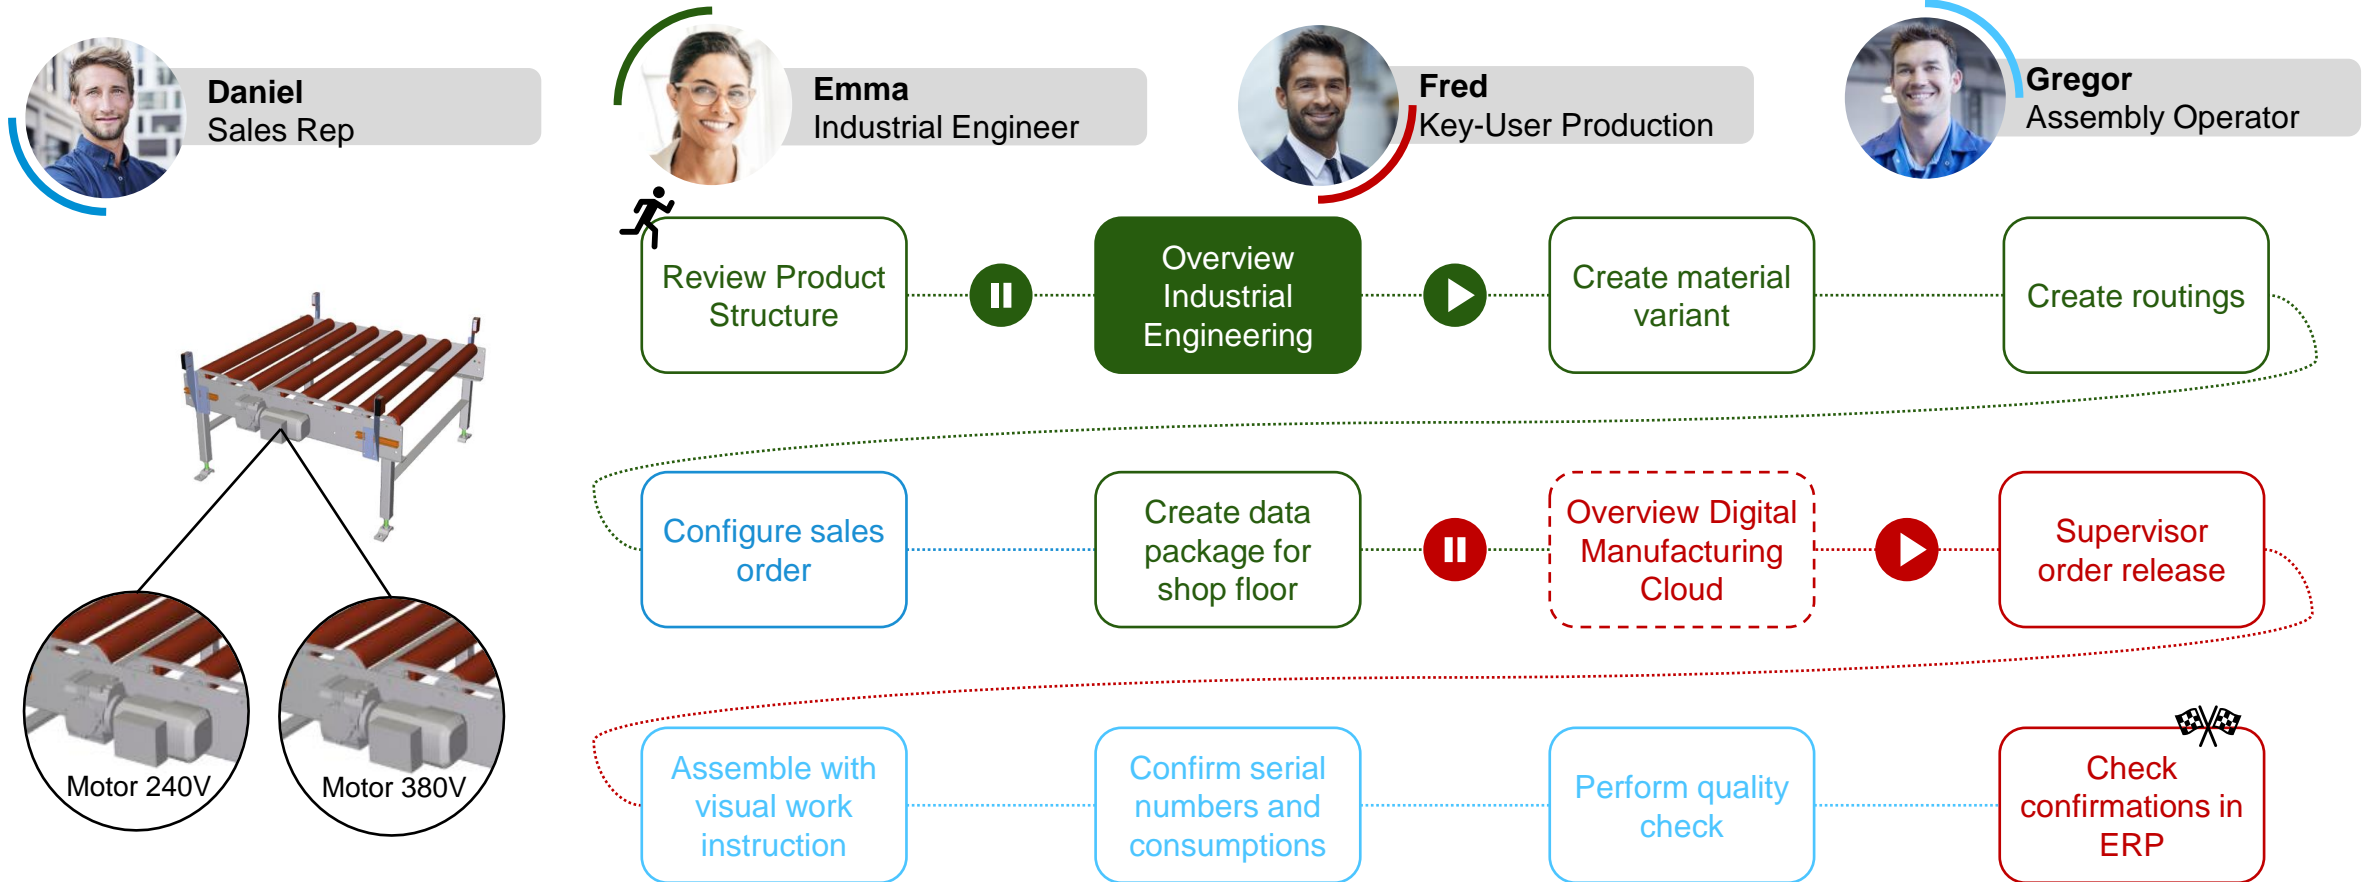 Daniel
Sales Rep
Emma
Industrial Engineer
Fred
Key-User Production
Gregor
Assembly Operator
Review Product
Structure
Overview
Industrial
Engineering
Create material
variant
Create routings
Configure sales
order
Create data
package for
shop floor
Overview Digital
Manufacturing
Cloud
Supervisor
order release
Motor 240V
Motor 380V
Assemble with
visual work
instruction
Confirm serial
numbers and
consumptions
Perform quality
check
Check
confirmations in
ERP